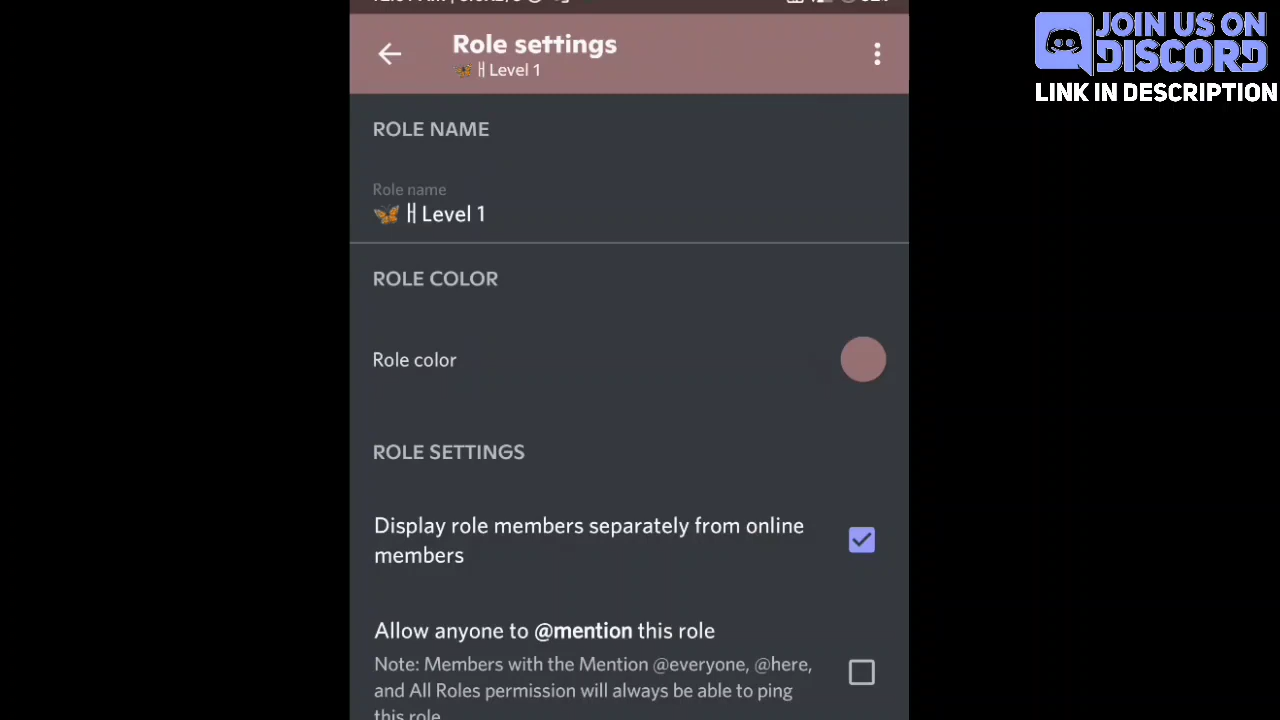 JOIN US ON
DISCORD
LINK IN DESCRIPTION
Role settings
🦋 ╟ Level 1
ROLE NAME
Role name
🦋 ╟ Level 1
ROLE COLOR
Role color
ROLE SETTINGS
Display role members separately from online
members
Allow anyone to @mention this role
Note: Members with the Mention @everyone, @here,
and All Roles permission will always be able to ping
this role